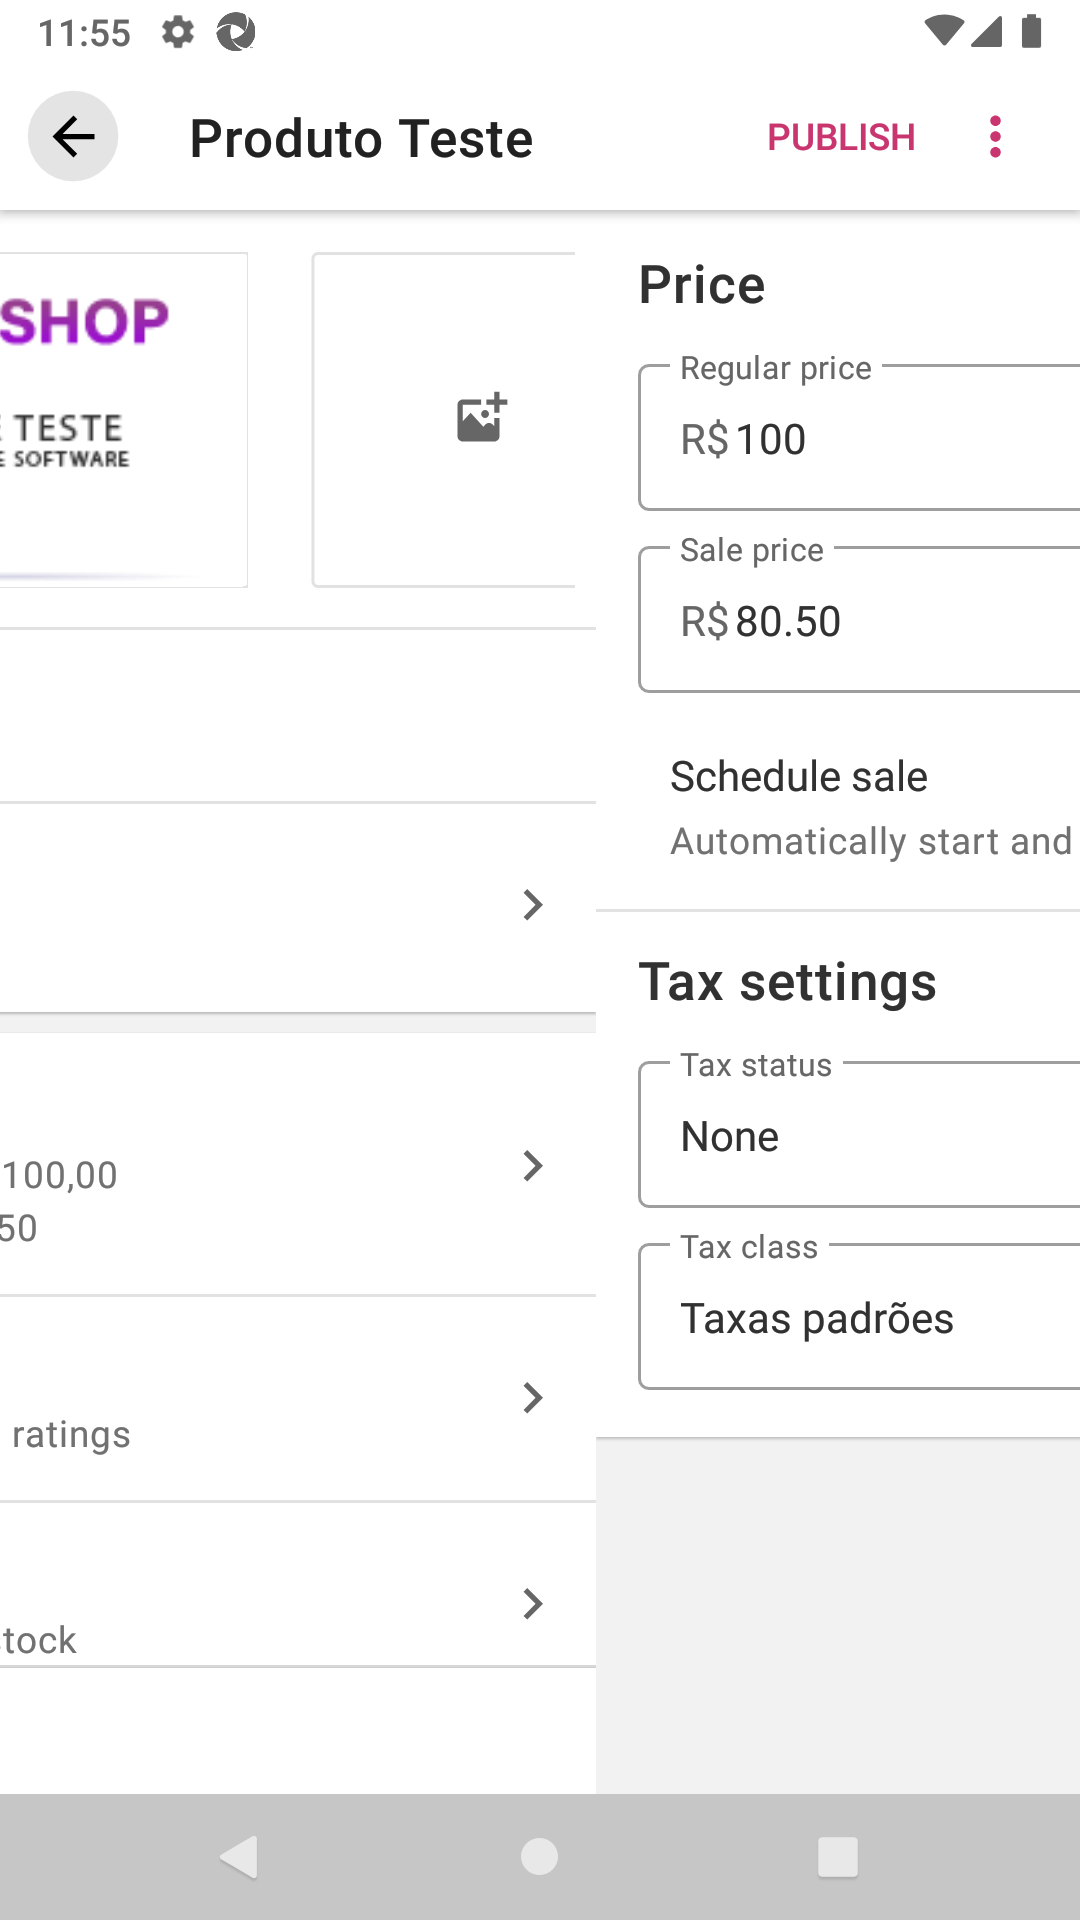 11:55
Produto Teste
PUBLISH
SHOP
TESTE
E SOFTWARE
100,00
50
ratings
tock
Price
Regular price
R$ 100
Sale price
R$ 80.50
Schedule sale
Automatically start and
Tax settings
Tax status
None
Tax class
Taxas padrões